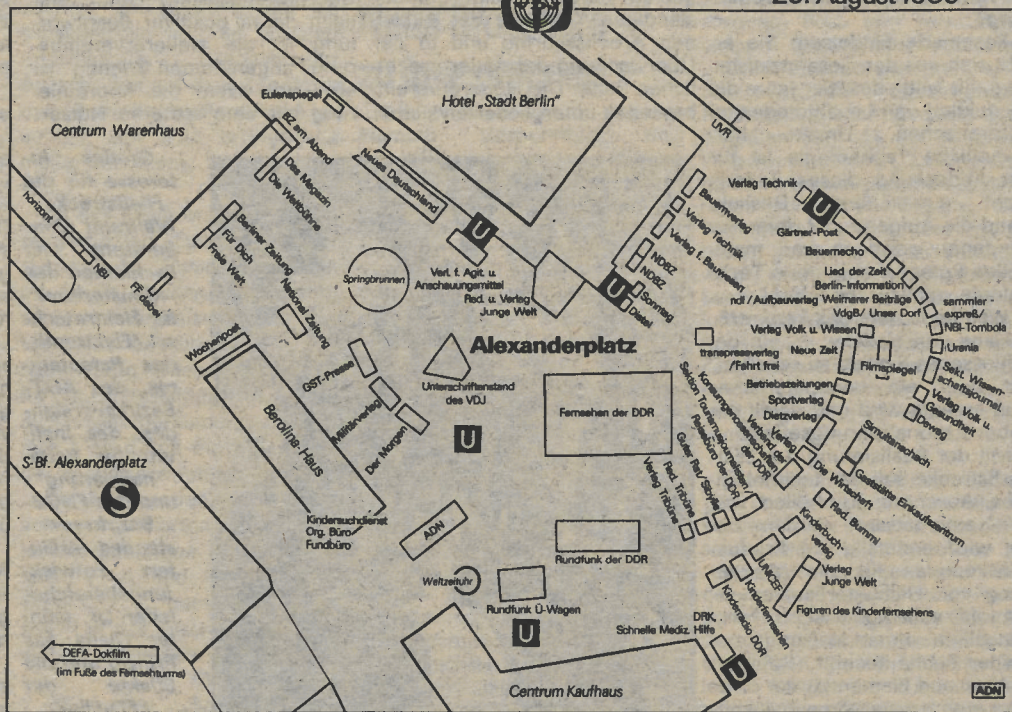 Centrum Warenhaus
Eulenspiegel
BZ am Abend
Das Magazin
Die Weltbühne
Neues Deutschland
Hotel „Stadt Berlin"
UVR
horizont
NBI
FF dabei
Berliner Zeitung
Für Dich
Freie Welt
National Zeitung
Springbrunnen
U
Verl. f. Agit. u.
Anschauungsmittel
Red. u. Verlag
Junge Welt
Bauernverlag
Verlag Technik
Verlag f. Bauwesen
NDBZ
NDBZ
Sonntag
U
Distel
Verlag Technik
U
Gärtner-Post
Bauernecho
Lied der Zeit
Berlin-Information
ndl / Aufbauverlag Weimarer Beiträge
VdgB/ Unser Dorf
sammler-
expreß/
NBI-Tombola
Urania
Verlag Volk u. Wissen
Neue Zeit
Filmspiegel
Sekt. Wissen-
schaftsjournal.
Betriebszeitungen
Sportverlag
Dietzverlag
Verlag Volk u.
Gesundheit
Dewag
Wochenpost
GST-Presse
Militärverlag
Der Morgen
Berolina-Haus
Unterschriftenstand
des VDJ
Alexanderplatz
transpressverlag
/Fahrt frei
Fernsehen der DDR
Verlag
Die Wirtschaft
Verband der
Konsumgenossenschaften
der DDR
Sektion Tourismusjournalisten/
Reisebüro der DDR
Guter Rat/ Sibylle
Red. Tribüne
Verlag Tribüne
Simultanschach
Gaststätte Einkaufszentrum
Red. Bummi
Kinderbuch-
verlag
Verlag
Junge Welt
UNICEF
Kinderfernsehen
Kinderradio DDR
Figuren des Kinderfernsehens
S-Bf. Alexanderplatz
S
U
Kindersuchdienst
Org. Büro
Fundbüro
ADN
Rundfunk der DDR
Weltzeituhr
Rundfunk Ü-Wagen
U
DRK,
Schnelle Mediz. Hilfe
U
DEFA-Dokfilm
(im Fuße des Fernsehturms)
Centrum Kaufhaus
ADN